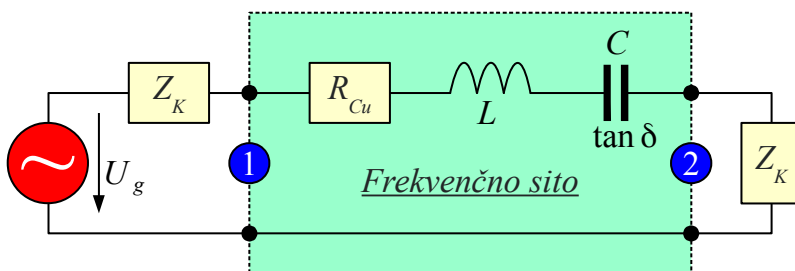 C
Z_K
R_Cu
L
tan δ
1
2
U_g
Frekvenčno sito
Z_K